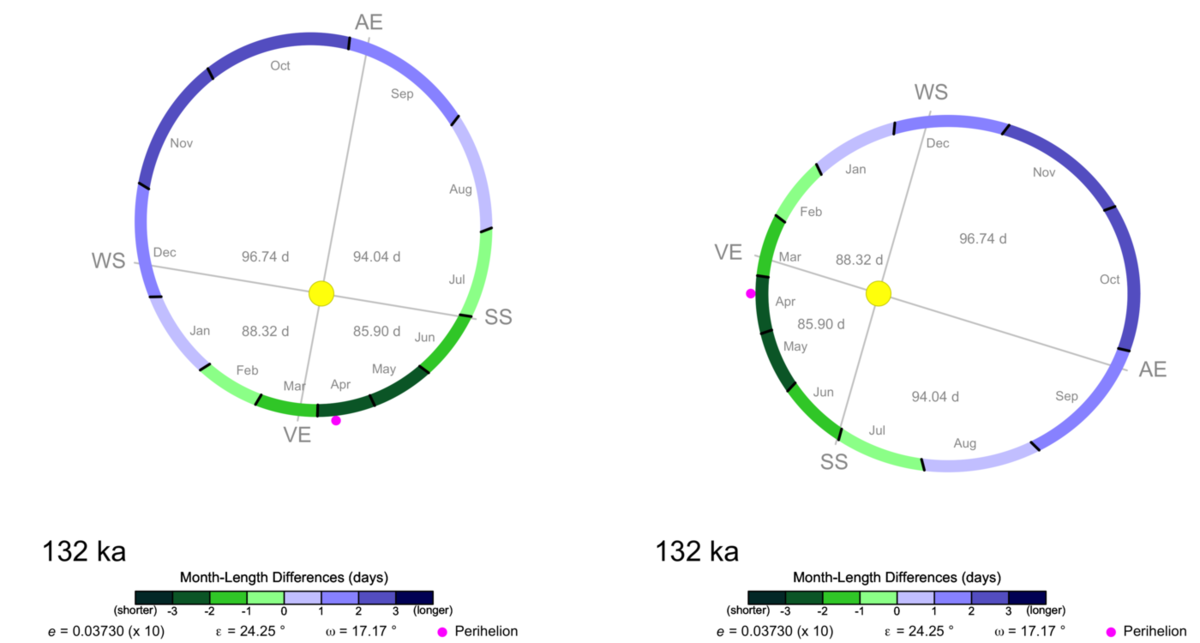 AE
Oct
Sep
Nov
Aug
WS
Dec
96.74 d
94.04 d
Jul
SS
Jan
88.32 d
85.90 d
Jun
Feb
May
Mar
Apr
VE
132 ka
Month-Length Differences (days)
(shorter) -3 -2 -1 0 1 2 3 (longer)
e = 0.03730 (x 10) ε = 24.25 ° ω = 17.17 ° Perihelion
WS
Dec
Jan
Nov
Feb
VE
Mar
88.32 d
96.74 d
Oct
Apr
85.90 d
May
AE
Jun
94.04 d
Sep
Jul
Aug
SS
132 ka
Month-Length Differences (days)
(shorter) -3 -2 -1 0 1 2 3 (longer)
e = 0.03730 (x 10) ε = 24.25 ° ω = 17.17 ° Perihelion